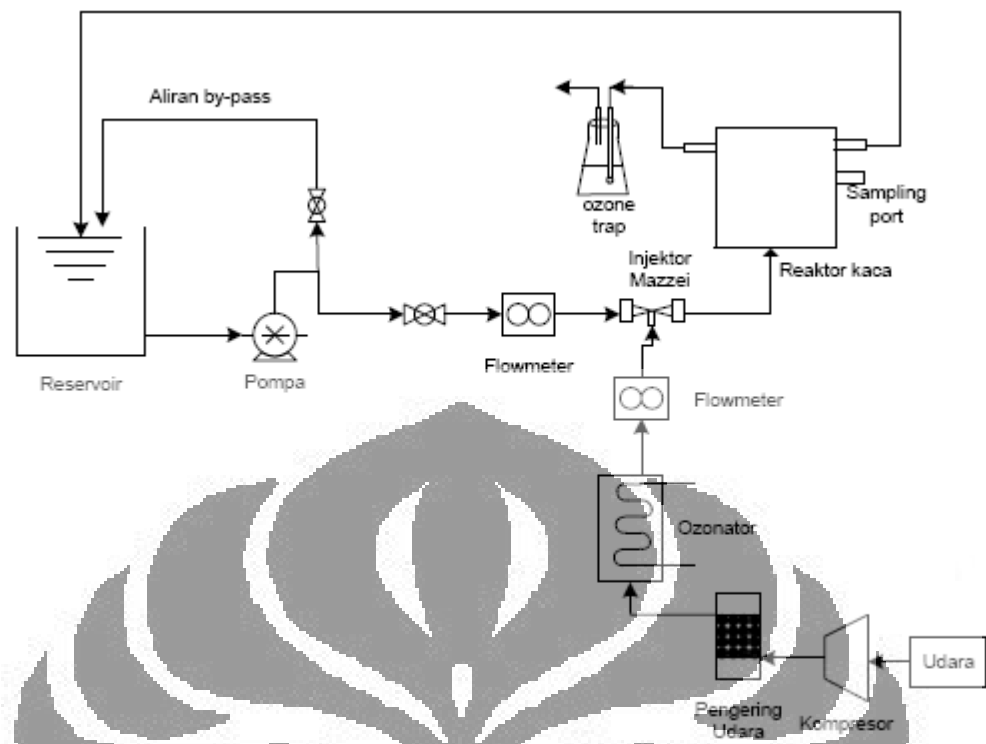 Aliran by-pass
ozone
trap
Sampling
port
Injektor
Mazzei
Reaktor kaca
Reservoir
Pompa
Flowmeter
Flowmeter
Ozonator
Udara
Pengering
Udara
Kompresor